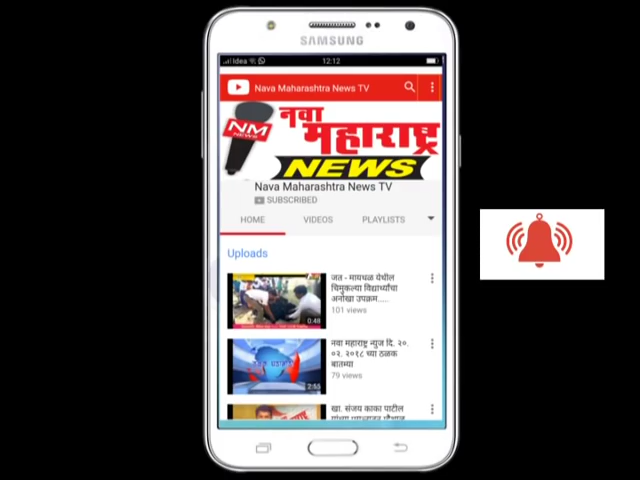 SAMSUNG
Idea
12:12
Nava Maharashtra News TV
नवा
महाराष्ट्र
NM
NEWS
NEWS
Nava Maharashtra News TV
SUBSCRIBED
HOME VIDEOS PLAYLISTS
Uploads
जत - मायथळ येथील
चिमुकल्या विद्यार्थ्यांचा
अनोखा उपक्रम.....
101 views
0:48
नवा महाराष्ट्र न्युज दि. २०.
०२. २०१८ च्या ठळक
बातम्या
79 views
2:55
खा. संजय काका पाटील